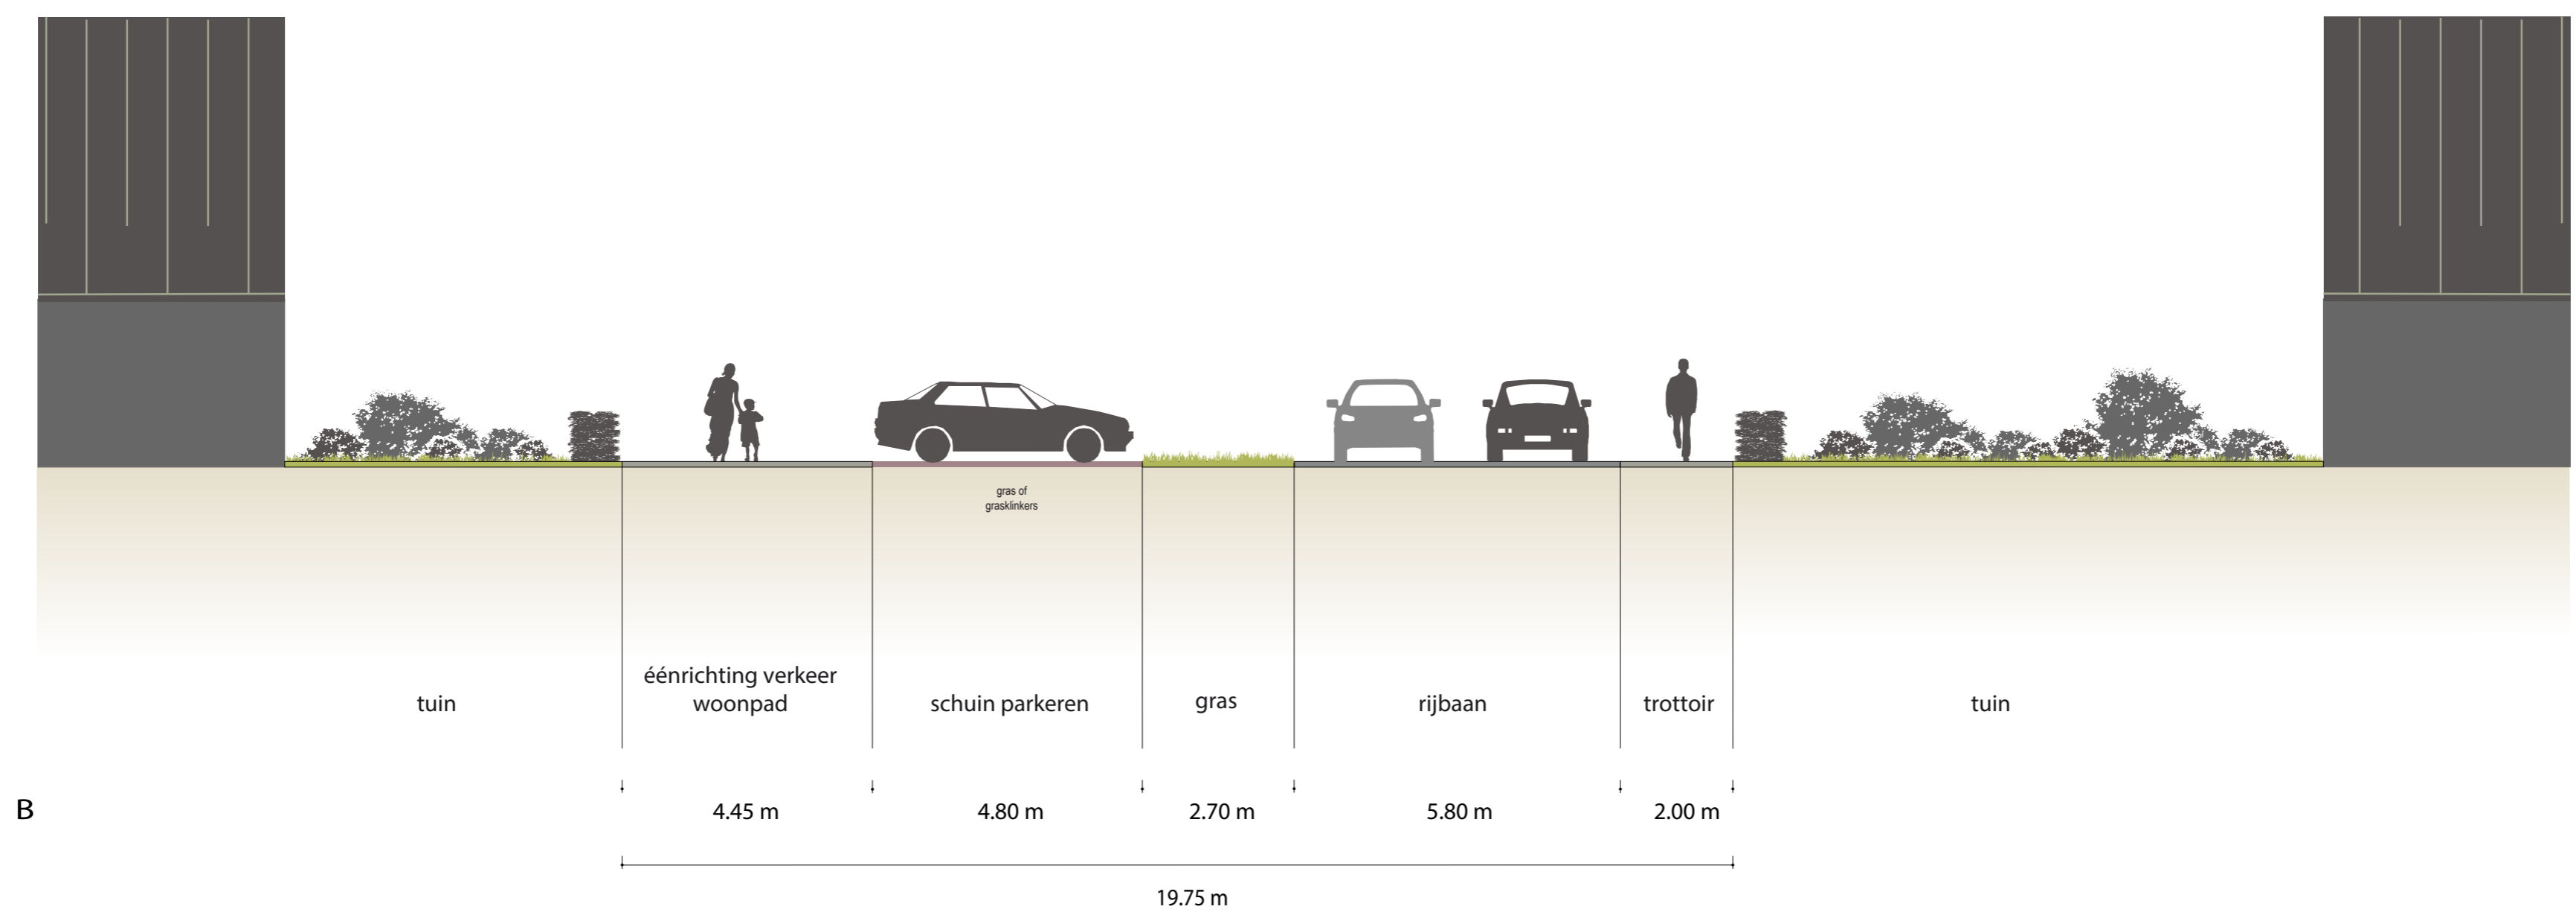 gras of
grasklinkers
tuin
éénrichting verkeer
woonpad
schuin parkeren
gras
rijbaan
trottoir
tuin
B
4.45 m
4.80 m
2.70 m
5.80 m
2.00 m
19.75 m